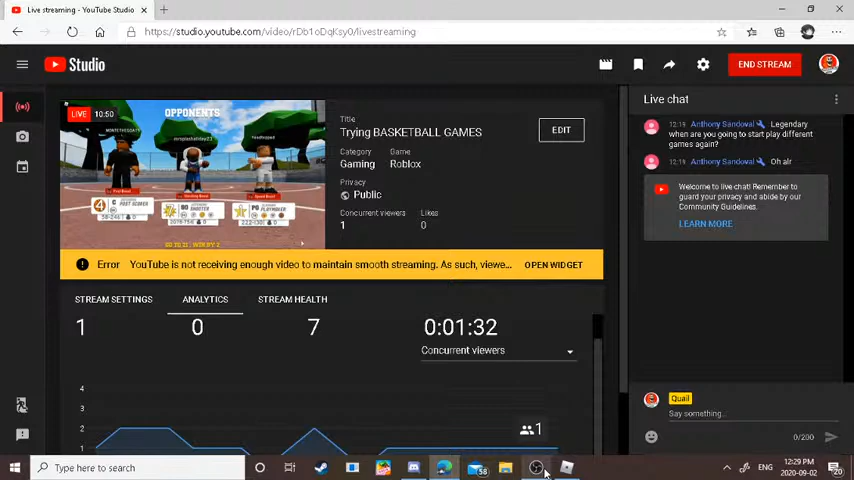 Live streaming - YouTube Studio
https://studio.youtube.com/video/rDb1oDqKsy0/livestreaming
Studio
END STREAM
LIVE 10:50
OPPONENTS
Title
Trying BASKETBALL GAMES
EDIT
Category
Game
Gaming
Roblox
Privacy
Public
Concurrent viewers
Likes
1
0
Error YouTube is not receiving enough video to maintain smooth streaming. As such, viewe...
OPEN WIDGET
STREAM SETTINGS
ANALYTICS
STREAM HEALTH
1
0
7
0:01:32
Concurrent viewers
4
3
2
1
1
Live chat
12:19 Anthony Sandoval Legendary
when are you going to start play different
games again?
12:19 Anthony Sandoval Oh alr
Welcome to live chat! Remember to
guard your privacy and abide by our
Community Guidelines.
LEARN MORE
Quail
Say something...
0/200
Type here to search
58
ENG
12:29 PM
2020-09-02
20